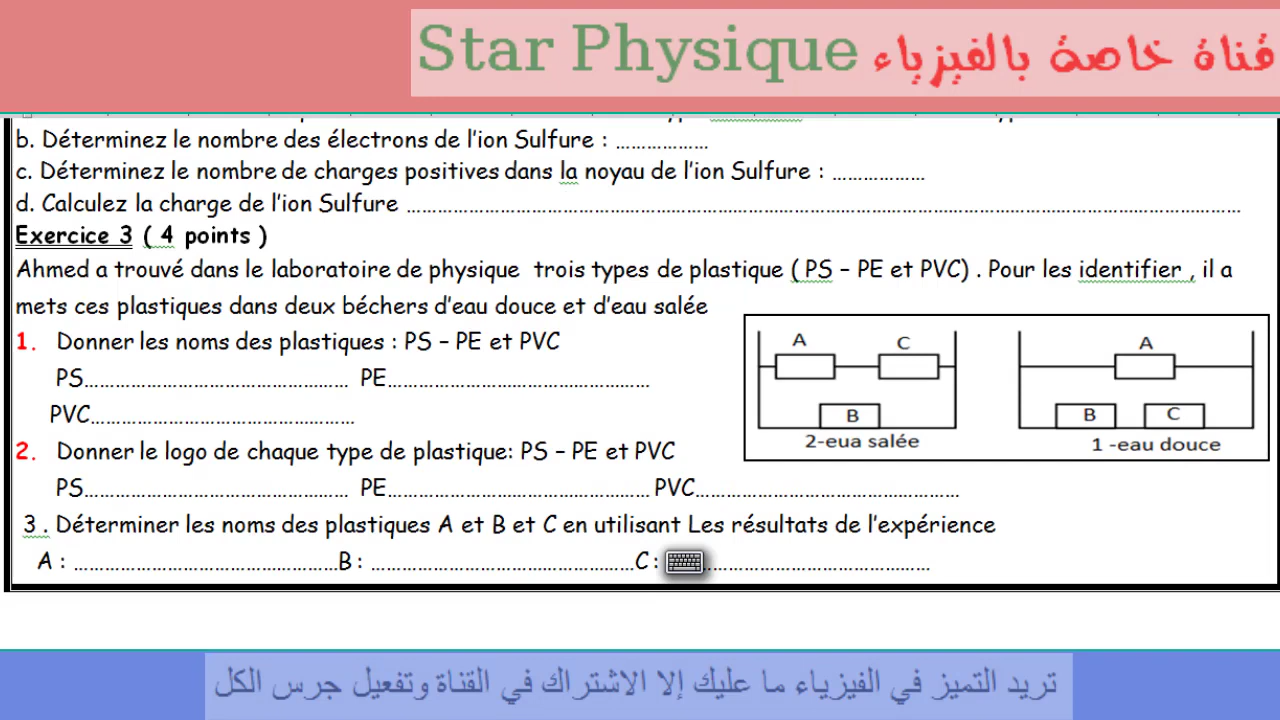 Star Physique قناة خاصة بالفيزياء
b. Déterminez le nombre des électrons de l’ion Sulfure : ………………
c. Déterminez le nombre de charges positives dans la noyau de l’ion Sulfure : ………………
d. Calculez la charge de l’ion Sulfure ……………………………………………………………………………………………………………………………………………
Exercice 3 ( 4 points )
Ahmed a trouvé dans le laboratoire de physique trois types de plastique ( PS – PE et PVC) . Pour les identifier , il a
mets ces plastiques dans deux béchers d’eau douce et d’eau salée
1. Donner les noms des plastiques : PS – PE et PVC
PS…………………………………………… PE……………………………………………
PVC……………………………………………
2. Donner le logo de chaque type de plastique: PS – PE et PVC
PS…………………………………………… PE……………………………………………PVC……………………………………………
3 . Déterminer les noms des plastiques A et B et C en utilisant Les résultats de l’expérience
A : ……………………………………………B : ……………………………………………C : ……………………………………
A C
B
2-eua salée
A
B C
1 -eau douce
تريد التميز في الفيزياء ما عليك إلا الاشتراك في القناة وتفعيل جرس الكل